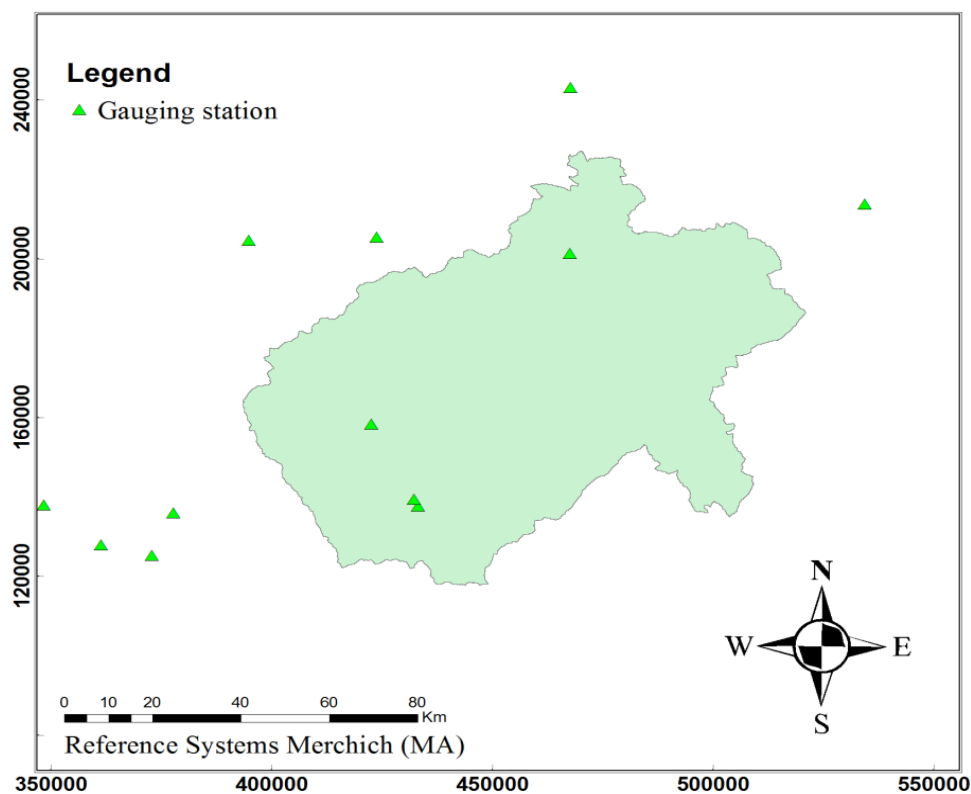 Legend
Gauging station
240000
200000
160000
120000
N
W
E
S
0 10 20 40 60 80
Km
Reference Systems Merchich (MA)
350000 400000 450000 500000 550000